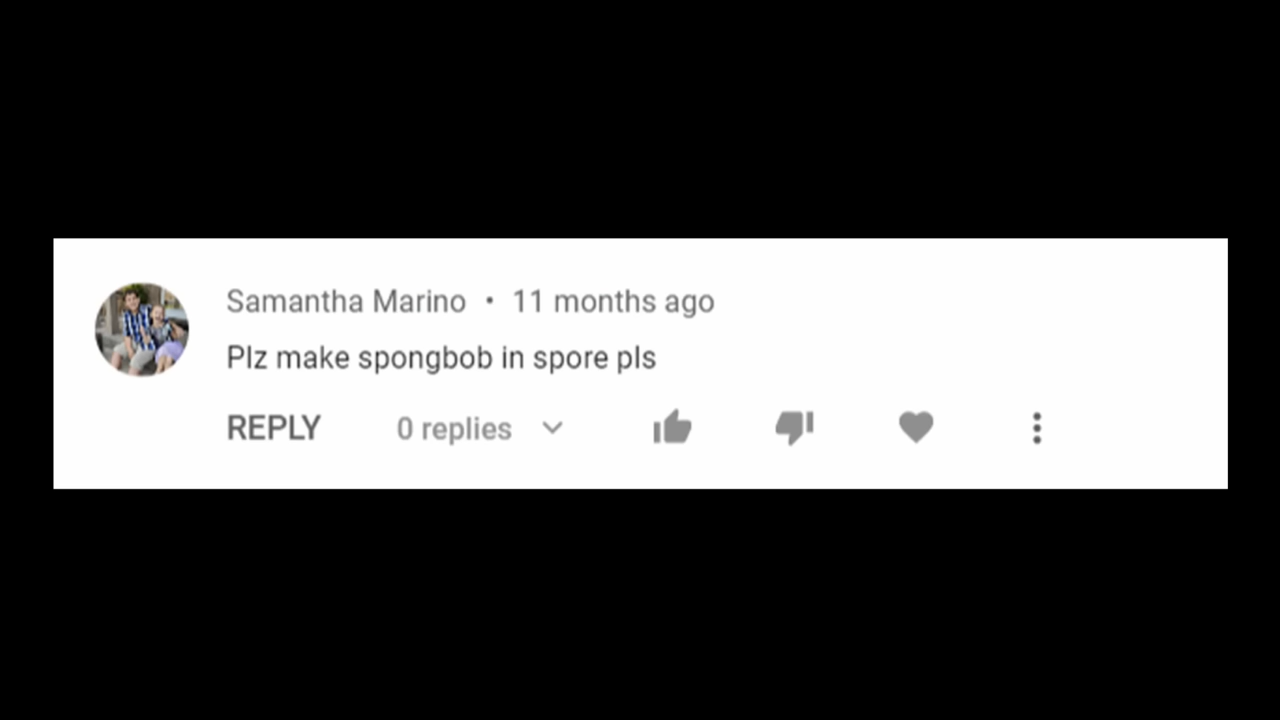 Samantha Marino • 11 months ago
Plz make spongbob in spore pls
REPLY 0 replies